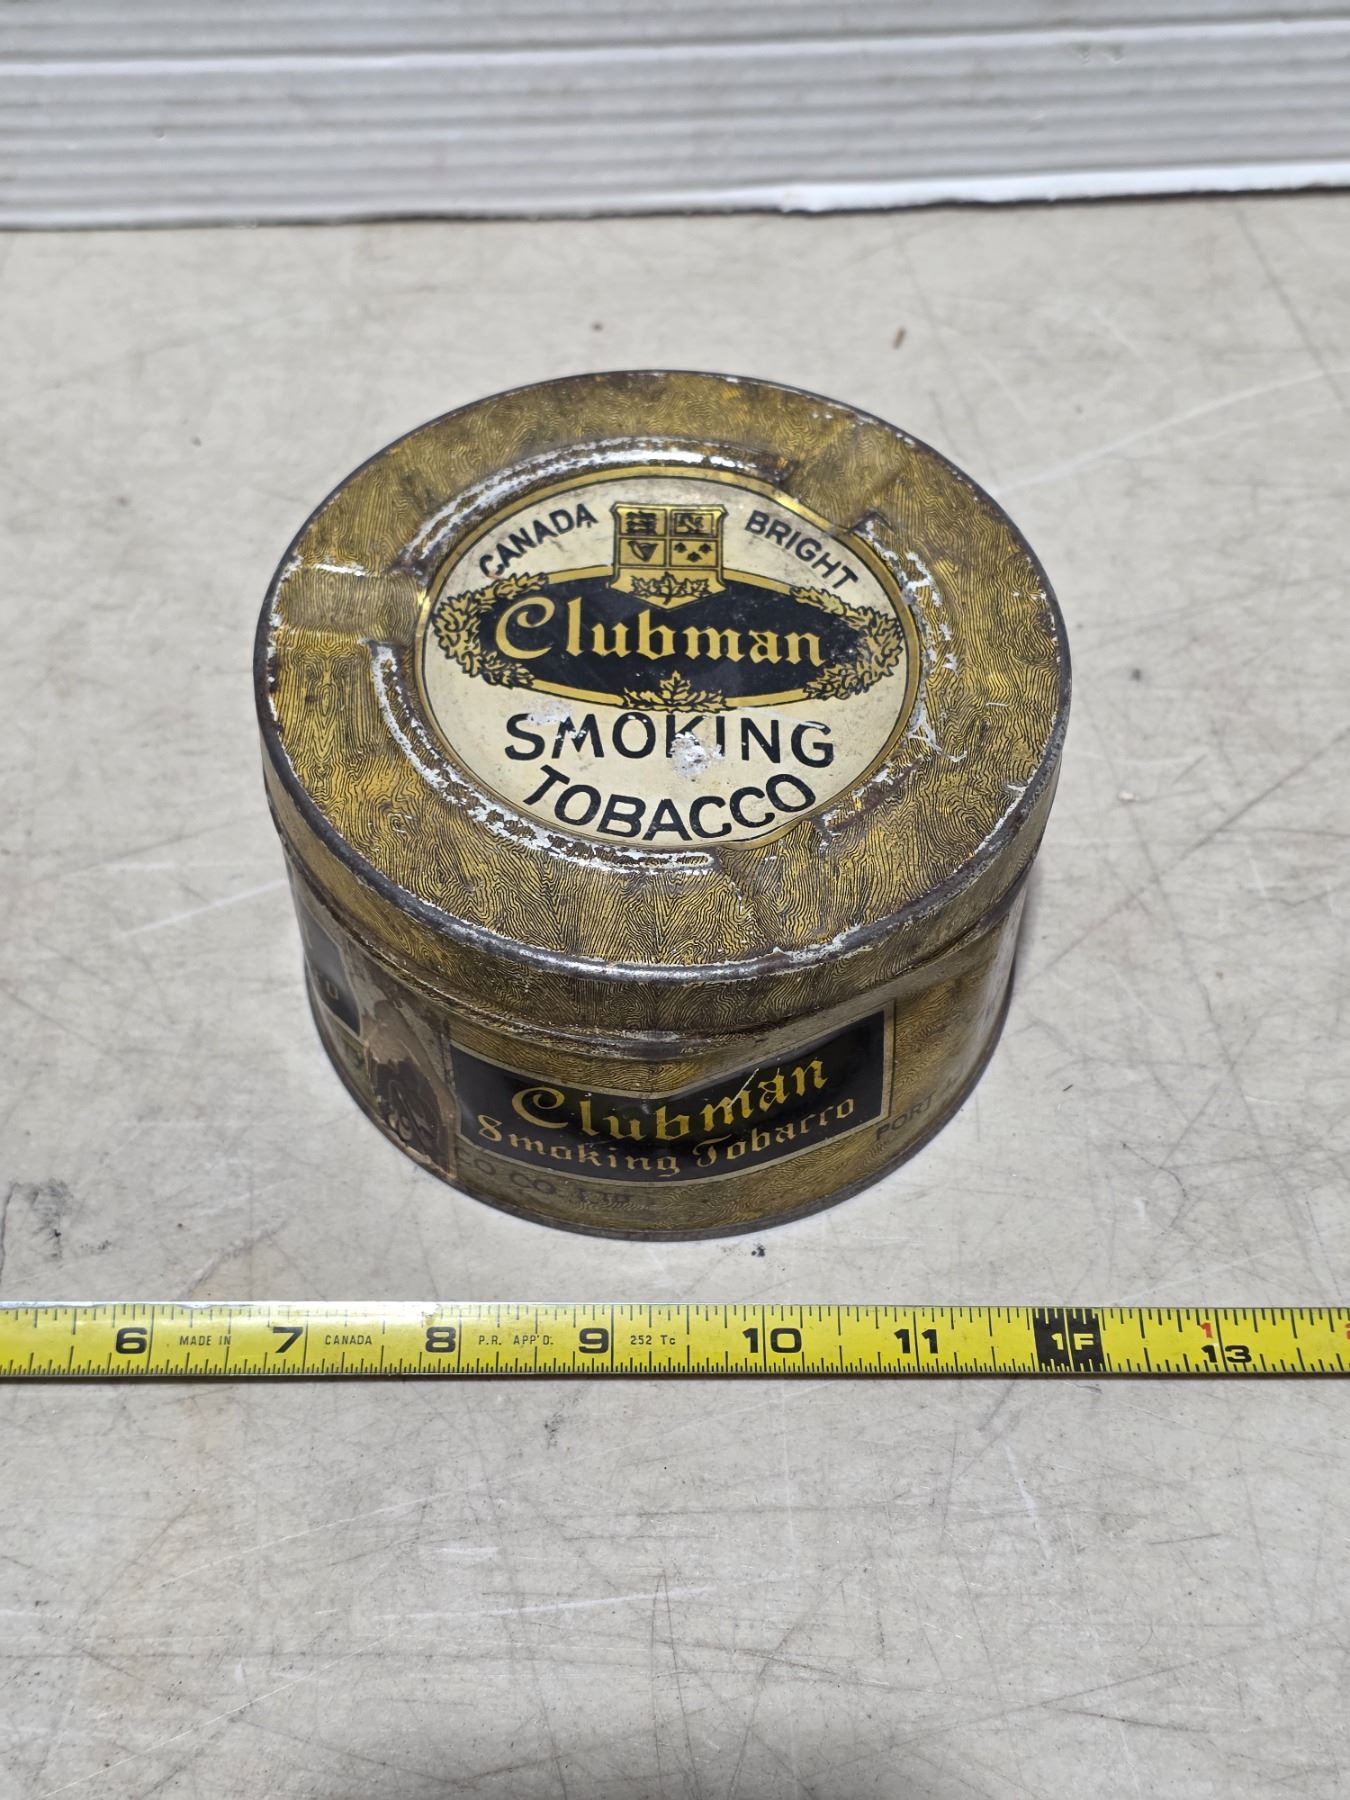 CANADA BRIGHT
Clubman
SMOKING
TOBACCO
Clubman
Smoking Tobacco
CO. LTD
PORT
6 MADE IN 7 CANADA 8 P.R. APP'D. 9 252 Tc 10 11 1F 1 13